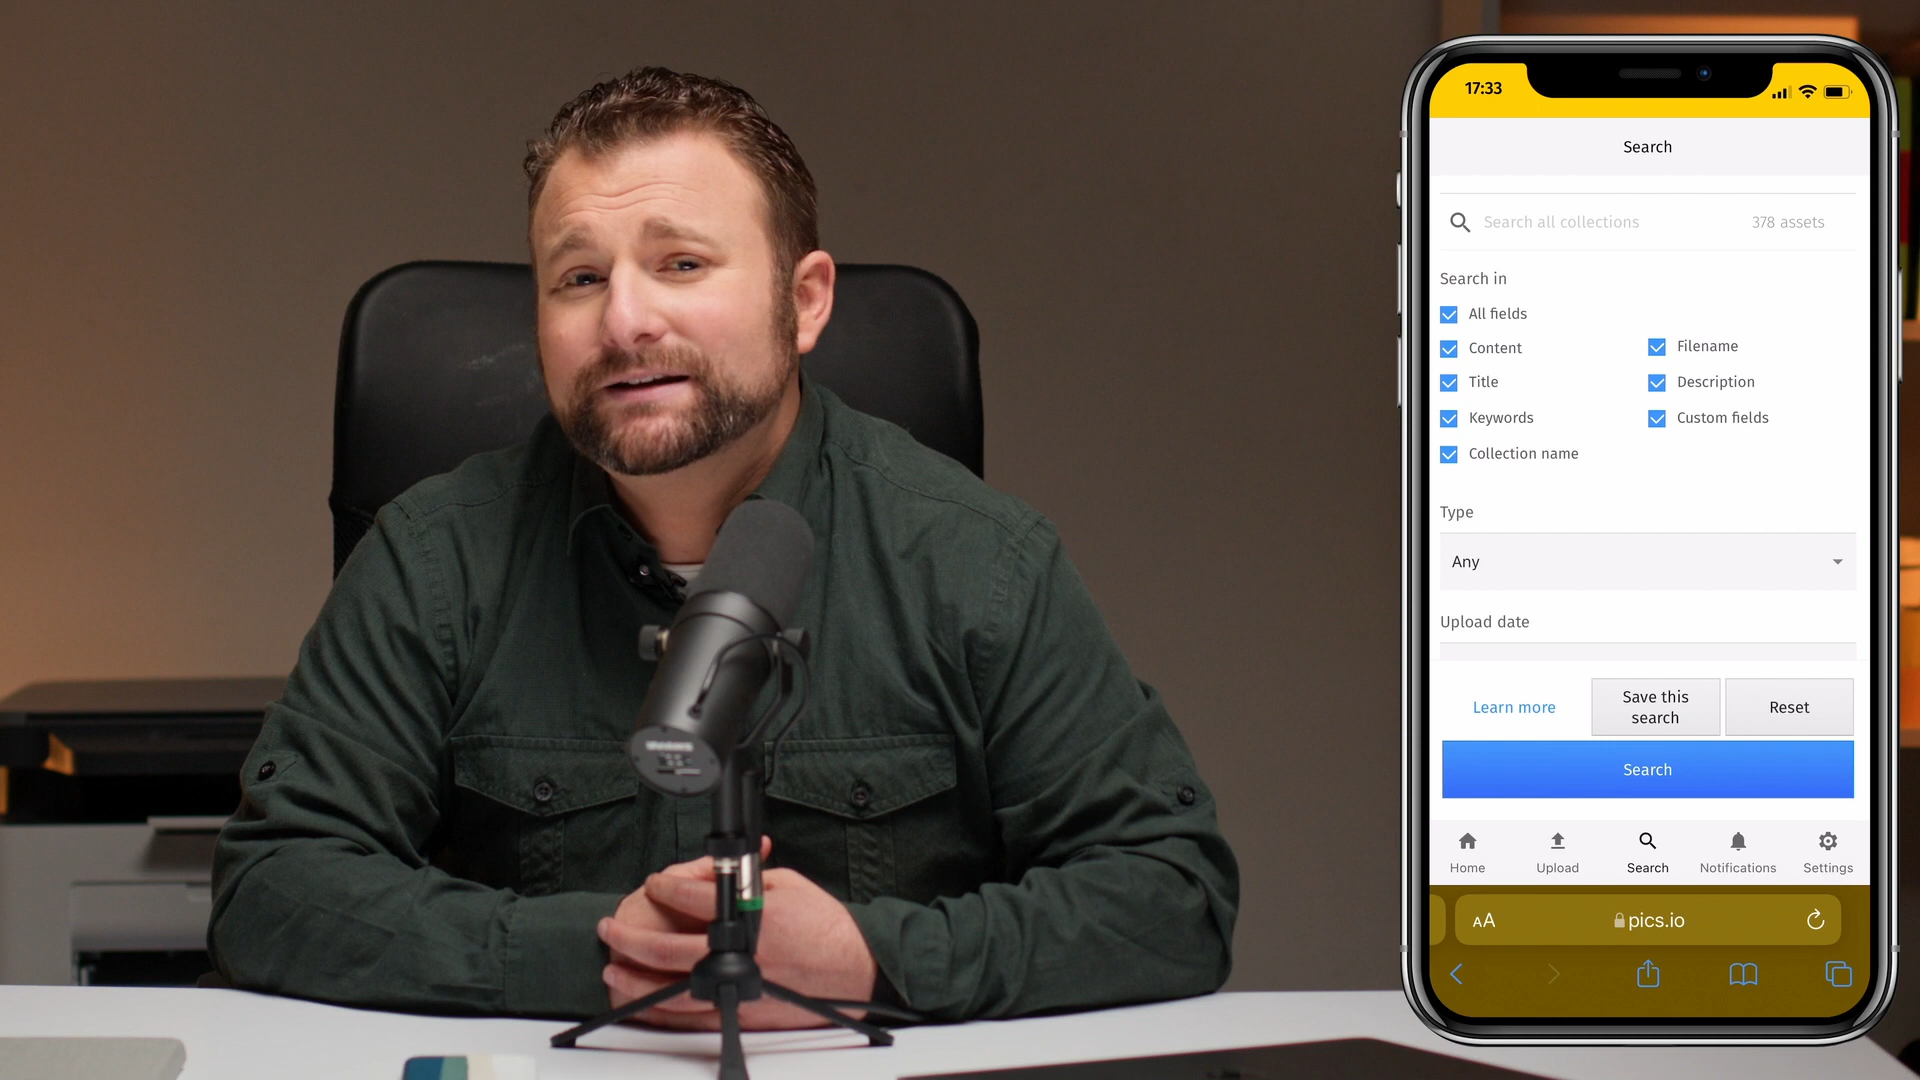 17:33
Search
Search all collections 378 assets
Search in
All fields
Content Filename
Title Description
Keywords Custom fields
Collection name
Type
Any
Upload date
Learn more Save this search Reset
Search
Home Upload Search Notifications Settings
AA pics.io